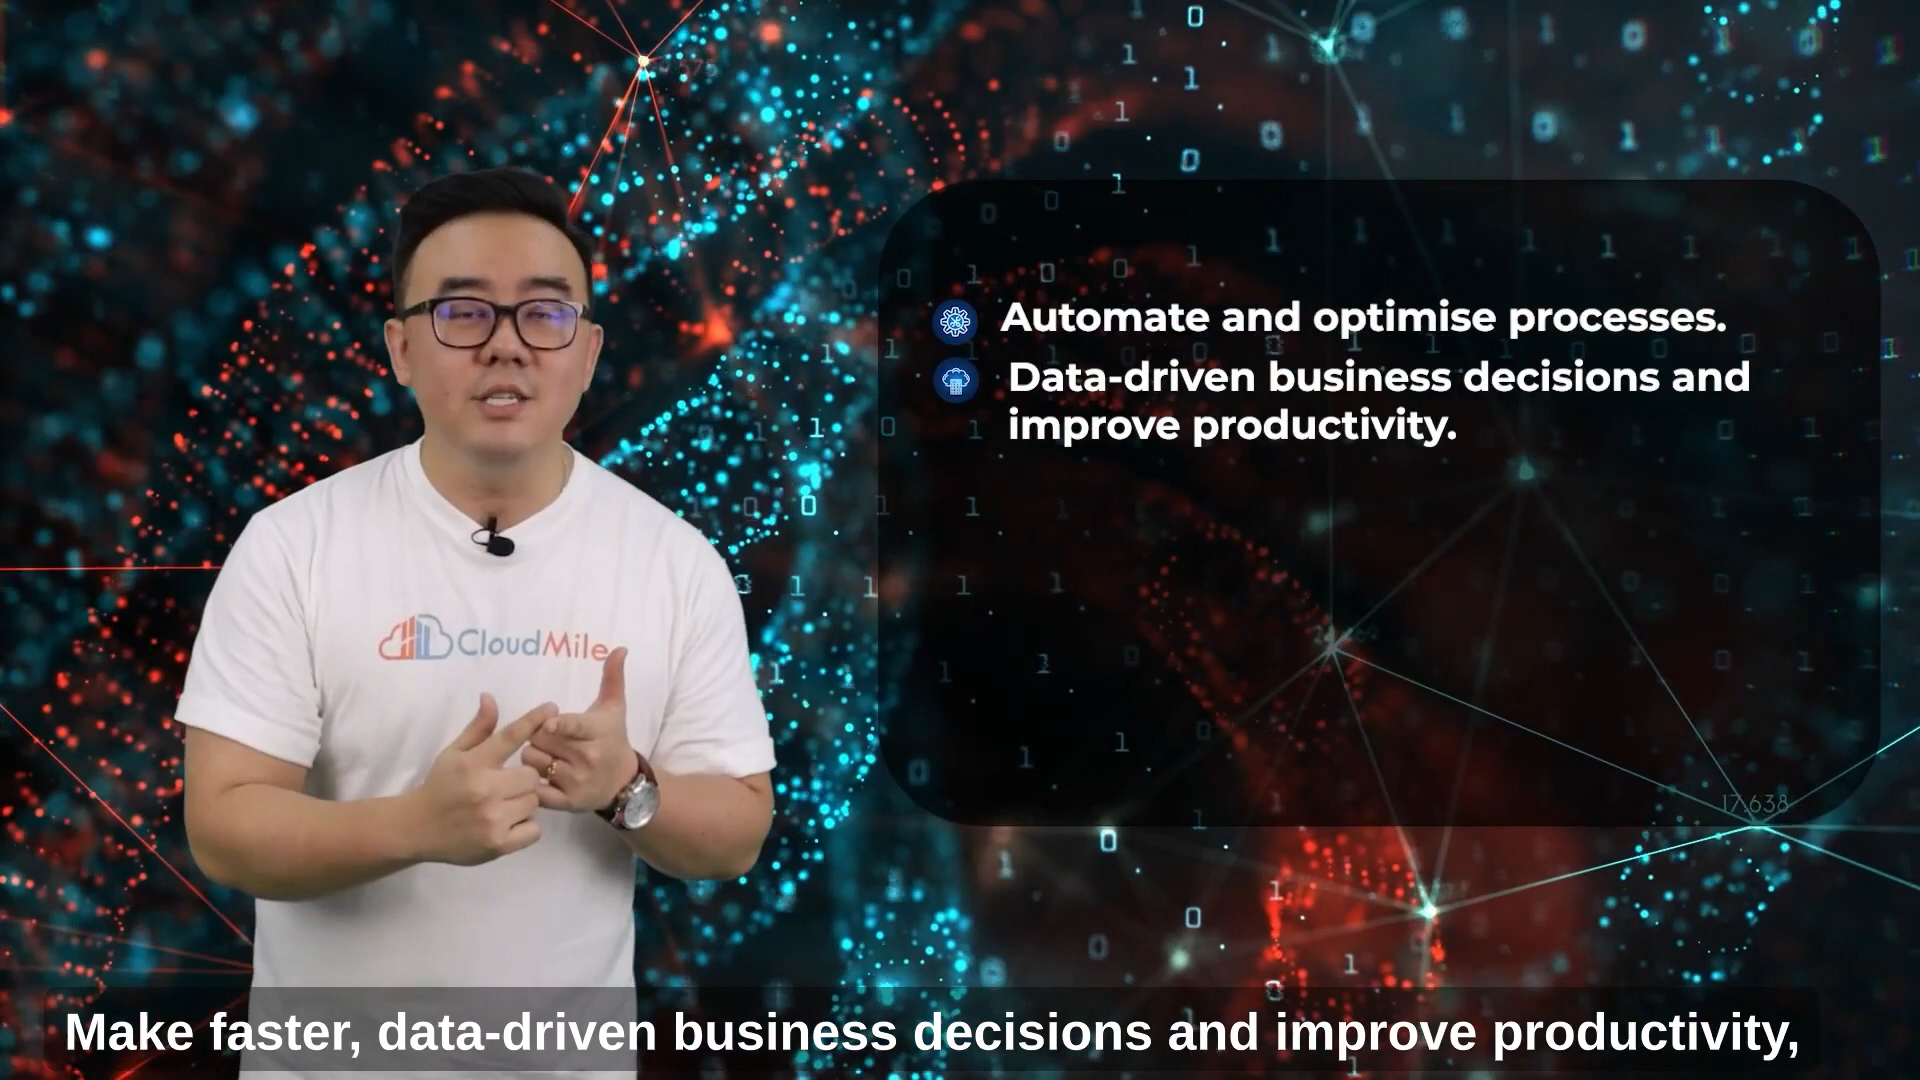 Automate and optimise processes.
Data-driven business decisions and
improve productivity.
CloudMile
17.638
Make faster, data-driven business decisions and improve productivity,